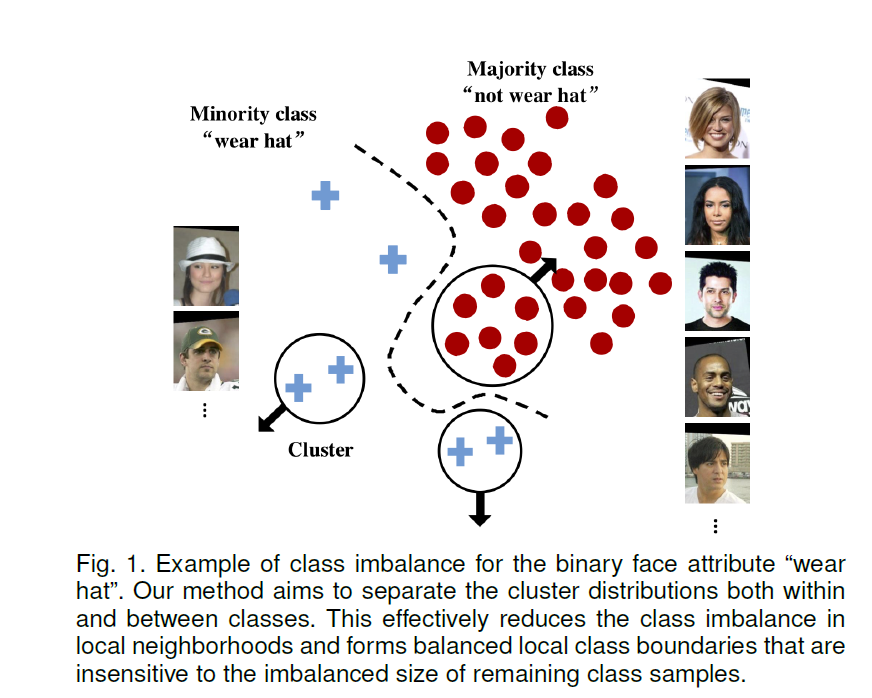 Majority class
“not wear hat”
Minority class
“wear hat”
Cluster
Fig. 1. Example of class imbalance for the binary face attribute “wear
hat”. Our method aims to separate the cluster distributions both within
and between classes. This effectively reduces the class imbalance in
local neighborhoods and forms balanced local class boundaries that are
insensitive to the imbalanced size of remaining class samples.